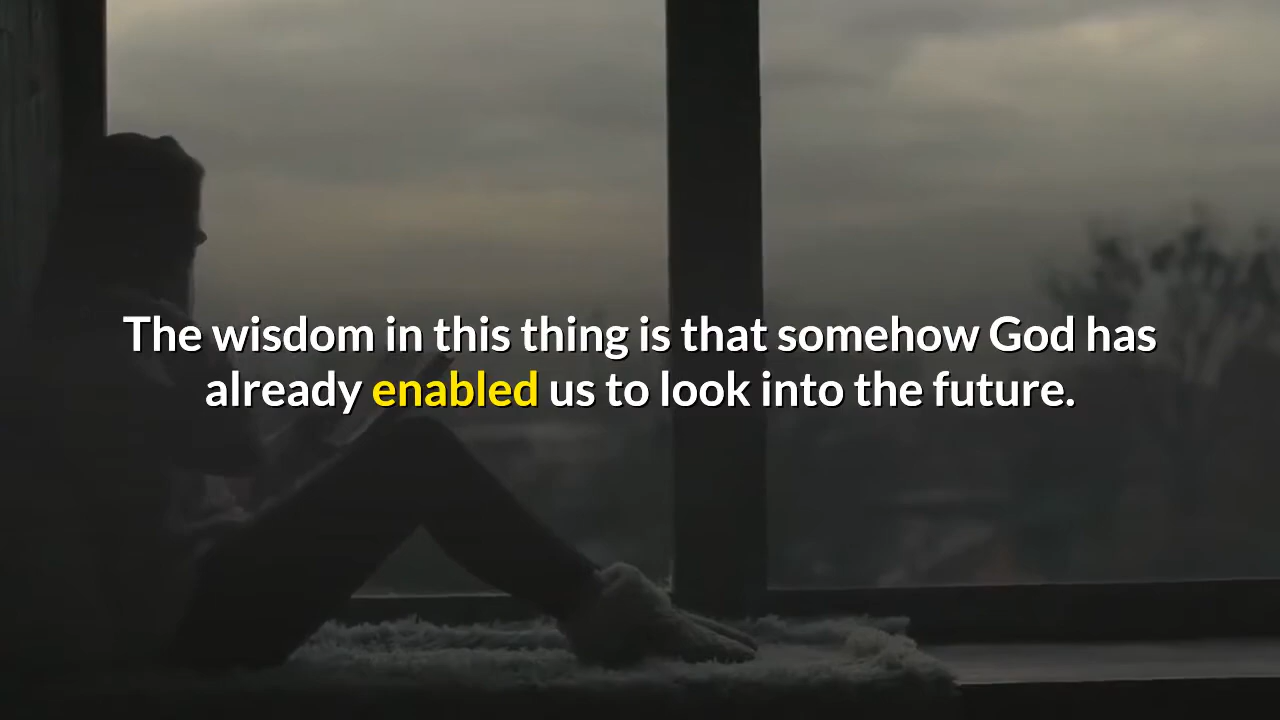 The wisdom in this thing is that somehow God has
already enabled us to look into the future.